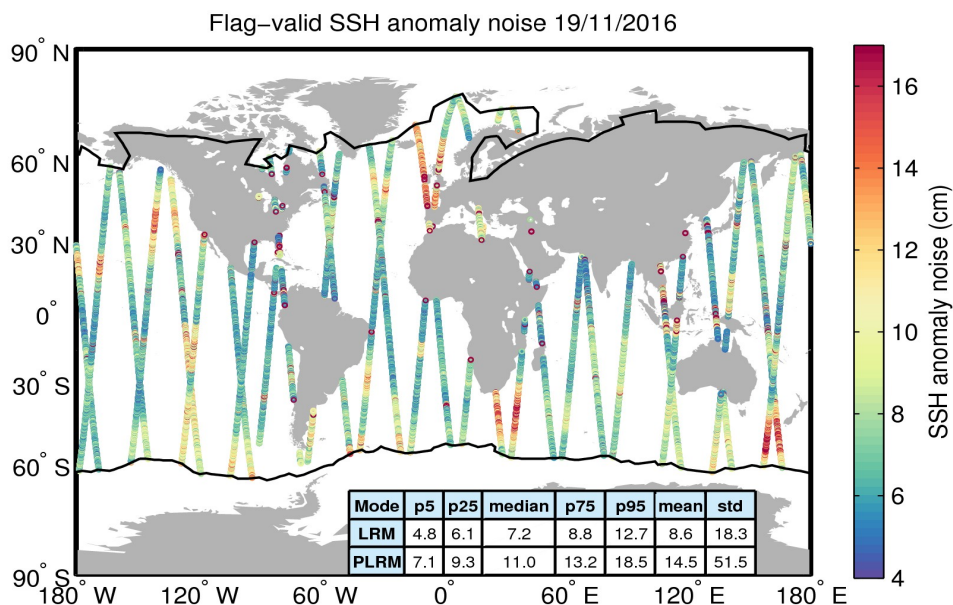 Flag−valid SSH anomaly noise 19/11/2016
90° N
60° N
30° N
0°
30° S
60° S
90° S
180° W
120° W
60° W
0°
60° E
120° E
180° E
16
14
12
10
8
6
4
SSH anomaly noise (cm)
Mode p5 p25 median p75 p95 mean std
LRM 4.8 6.1 7.2 8.8 12.7 8.6 18.3
PLRM 7.1 9.3 11.0 13.2 18.5 14.5 51.5